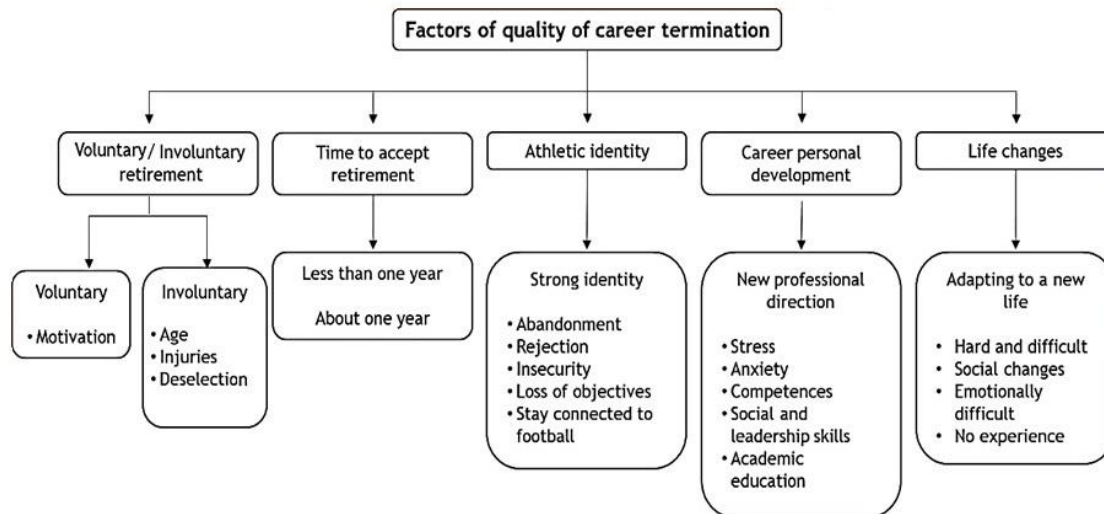 Factors of quality of career termination
Voluntary/ Involuntary
retirement
Time to accept
retirement
Athletic identity
Career personal
development
Life changes
Voluntary
• Motivation
Involuntary
• Age
• Injuries
• Deselection
Less than one year
About one year
Strong identity
• Abandonment
• Rejection
• Insecurity
• Loss of objectives
• Stay connected to
football
New professional
direction
• Stress
• Anxiety
• Competences
• Social and
leadership skills
• Academic
education
Adapting to a new
life
• Hard and difficult
• Social changes
• Emotionally
difficult
• No experience